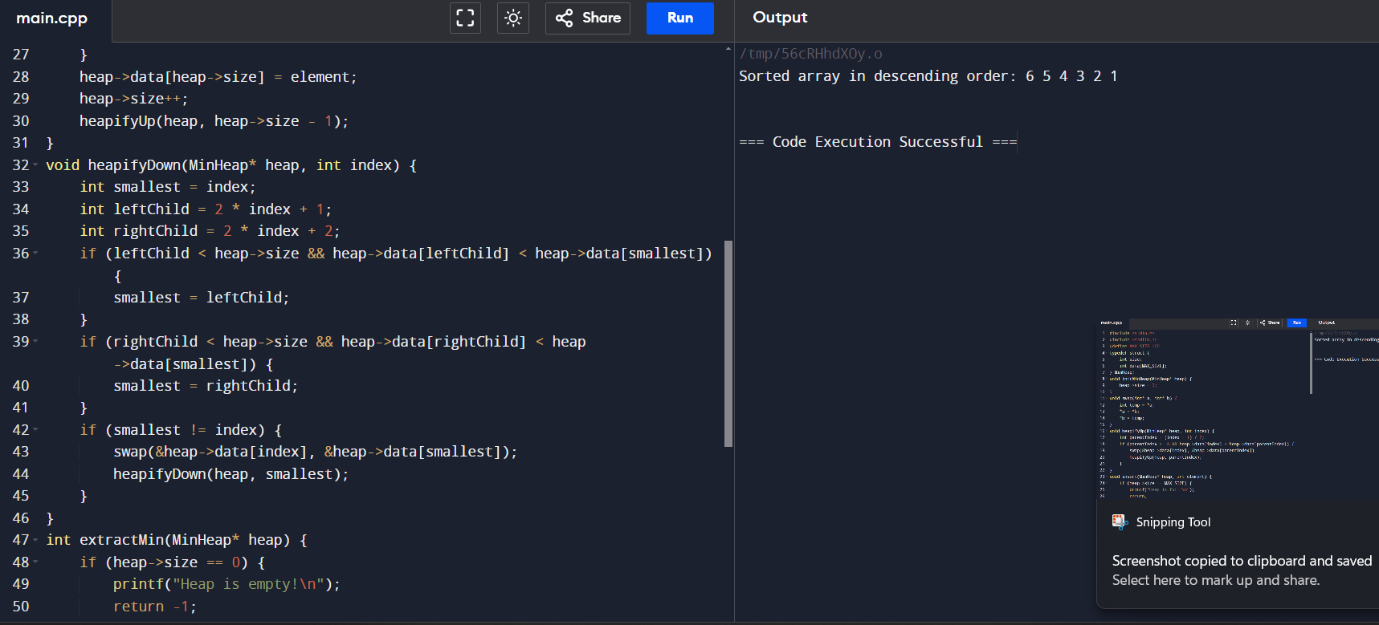 main.cpp
Share
Run
Output
27 }
28 heap->data[heap->size] = element;
29 heap->size++;
30 heapifyUp(heap, heap->size - 1);
31 }
32 void heapifyDown(MinHeap* heap, int index) {
33 int smallest = index;
34 int leftChild = 2 * index + 1;
35 int rightChild = 2 * index + 2;
36 if (leftChild < heap->size && heap->data[leftChild] < heap->data[smallest])
{
37 smallest = leftChild;
38 }
39 if (rightChild < heap->size && heap->data[rightChild] < heap
->data[smallest]) {
40 smallest = rightChild;
41 }
42 if (smallest != index) {
43 swap(&heap->data[index], &heap->data[smallest]);
44 heapifyDown(heap, smallest);
45 }
46 }
47 int extractMin(MinHeap* heap) {
48 if (heap->size == 0) {
49 printf("Heap is empty!\n");
50 return -1;
/tmp/56cRHhdXOy.o
Sorted array in descending order: 6 5 4 3 2 1
=== Code Execution Successful ===
Snipping Tool
Screenshot copied to clipboard and saved
Select here to mark up and share.